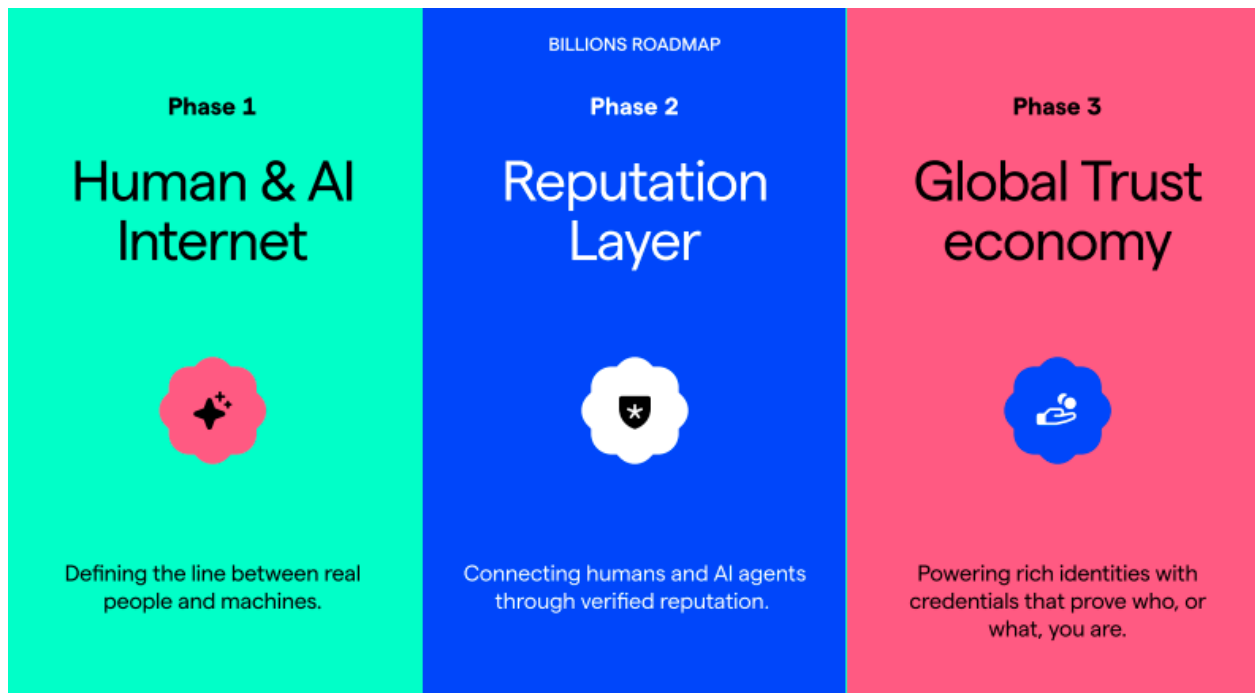 BILLIONS ROADMAP
Phase 1
Human & AI
Internet
Defining the line between real
people and machines.
Phase 2
Reputation
Layer
Connecting humans and AI agents
through verified reputation.
Phase 3
Global Trust
economy
Powering rich identities with
credentials that prove who, or
what, you are.